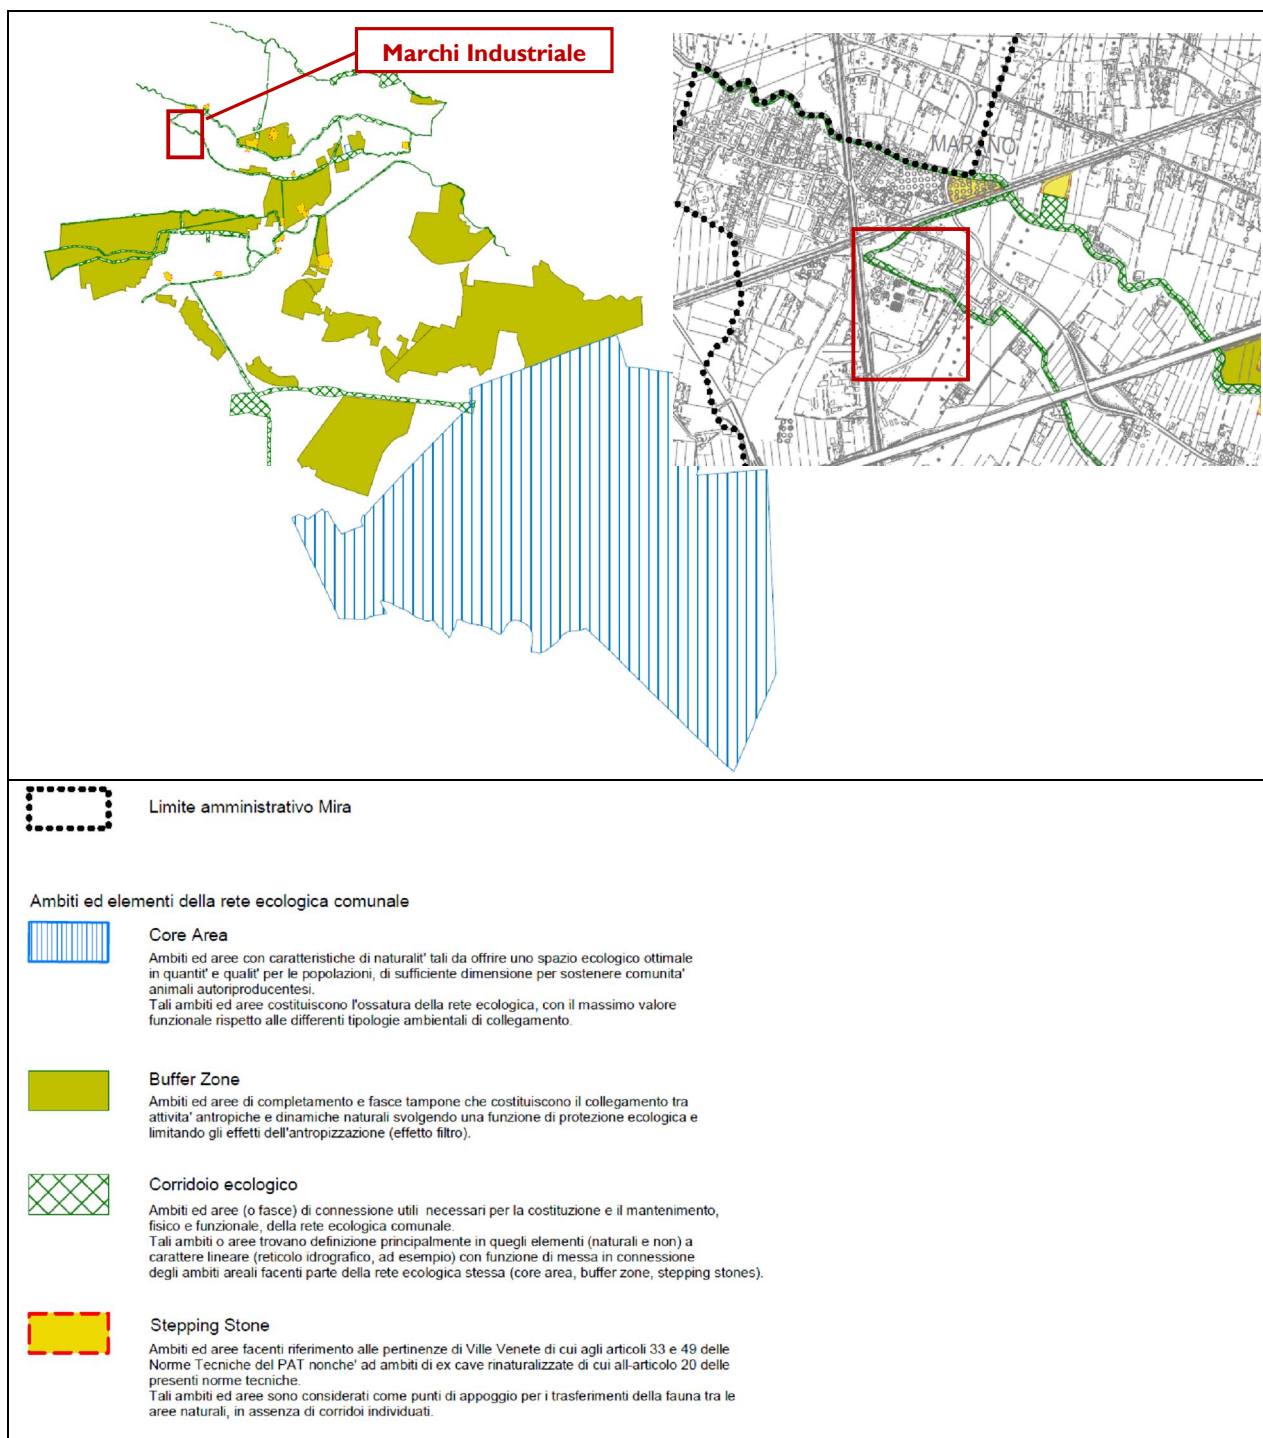 Marchi Industriale
MARANO
Limite amministrativo Mira
Ambiti ed elementi della rete ecologica comunale
Core Area
Ambiti ed aree con caratteristiche di naturalit' tali da offrire uno spazio ecologico ottimale
in quantit' e qualit' per le popolazioni, di sufficiente dimensione per sostenere comunita'
animali autoriproducentesi.
Tali ambiti ed aree costituiscono l'ossatura della rete ecologica, con il massimo valore
funzionale rispetto alle differenti tipologie ambientali di collegamento.
Buffer Zone
Ambiti ed aree di completamento e fasce tampone che costituiscono il collegamento tra
attivita' antropiche e dinamiche naturali svolgendo una funzione di protezione ecologica e
limitando gli effetti dell'antropizzazione (effetto filtro).
Corridoio ecologico
Ambiti ed aree (o fasce) di connessione utili necessari per la costituzione e il mantenimento,
fisico e funzionale, della rete ecologica comunale.
Tali ambiti o aree trovano definizione principalmente in quegli elementi (naturali e non) a
carattere lineare (reticolo idrografico, ad esempio) con funzione di messa in connessione
degli ambiti areali facenti parte della rete ecologica stessa (core area, buffer zone, stepping stones).
Stepping Stone
Ambiti ed aree facenti riferimento alle pertinenze di Ville Venete di cui agli articoli 33 e 49 delle
Norme Tecniche del PAT nonche' ad ambiti di ex cave rinaturalizzate di cui all-articolo 20 delle
presenti norme tecniche.
Tali ambiti ed aree sono considerati come punti di appoggio per i trasferimenti della fauna tra le
aree naturali, in assenza di corridoi individuati.